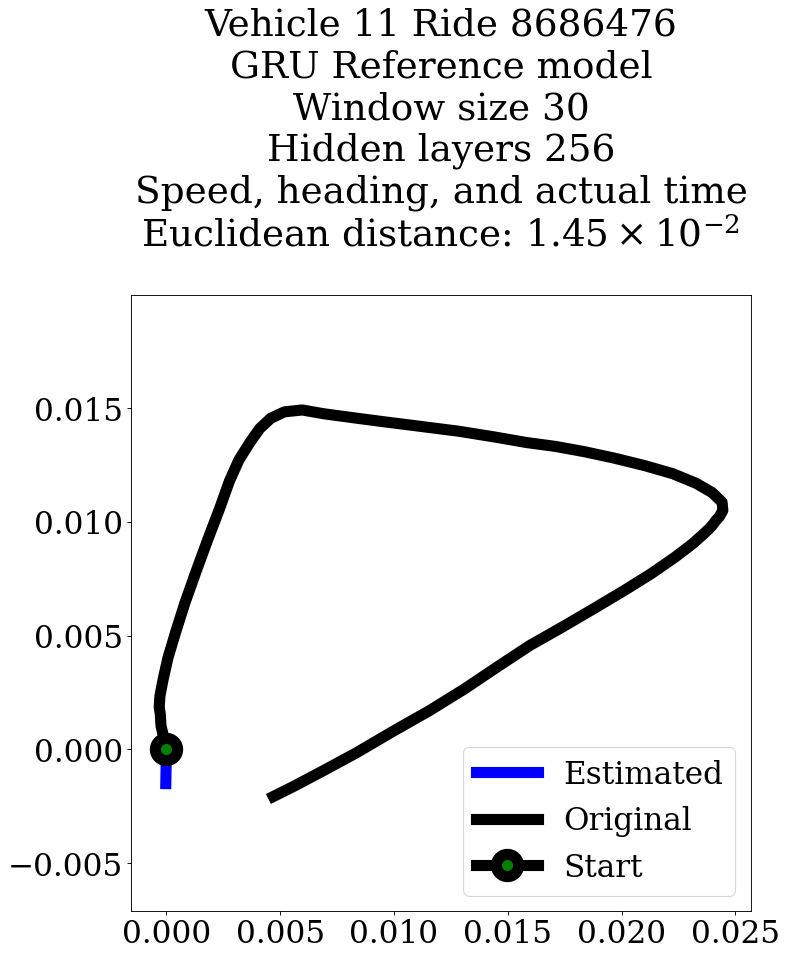 Vehicle 11 Ride 8686476
GRU Reference model
Window size 30
Hidden layers 256
Speed, heading, and actual time
Euclidean distance: 1.45 × 10⁻²
0.015
0.010
0.005
0.000
−0.005
Estimated
Original
Start
0.000 0.005 0.010 0.015 0.020 0.025